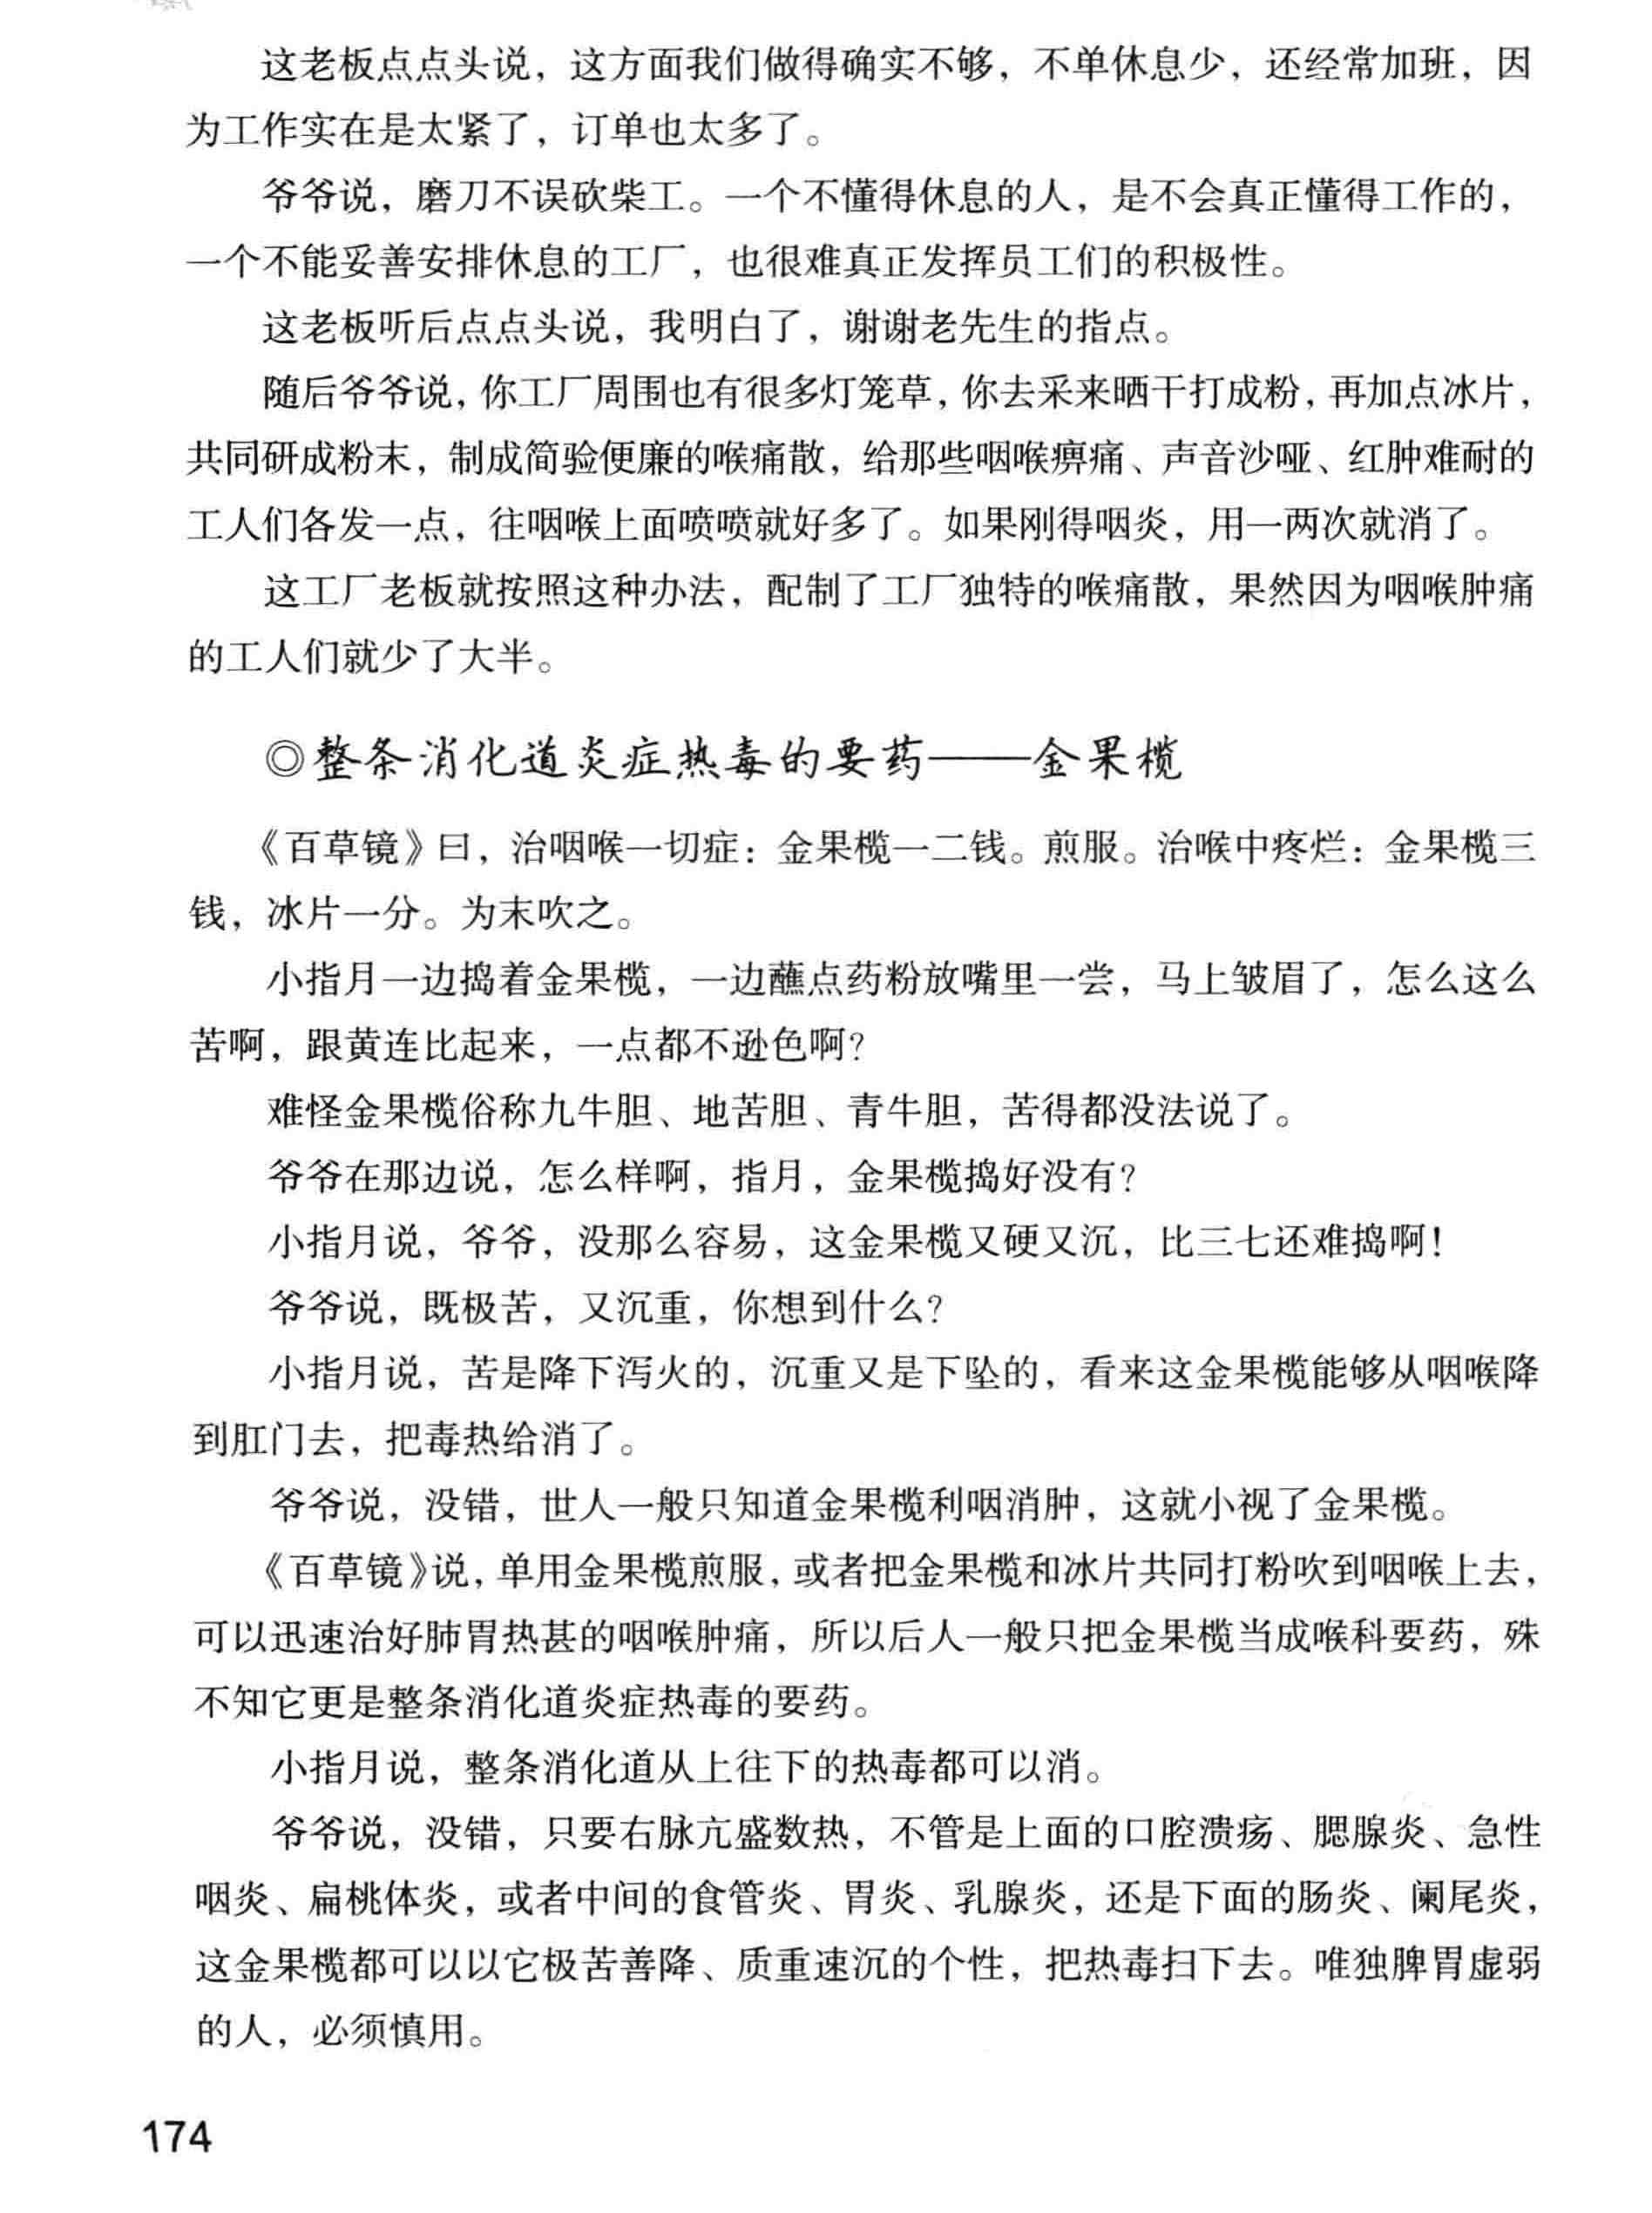 这老板点点头说，这方面我们做得确实不够，不单休息少，还经常加班，因
为工作实在是太紧了，订单也太多了。
爷爷说，磨刀不误砍柴工。一个不懂得休息的人，是不会真正懂得工作的，
一个不能妥善安排休息的工厂，也很难真正发挥员工们的积极性。
这老板听后点点头说，我明白了，谢谢老先生的指点。
随后爷爷说，你工厂周围也有很多灯笼草，你去采来晒干打成粉，再加点冰片，
共同研成粉末，制成简验便廉的喉痛散，给那些咽喉痹痛、声音沙哑、红肿难耐的
工人们各发一点，往咽喉上面喷喷就好多了。如果刚得咽炎，用一两次就消了。
这工厂老板就按照这种办法，配制了工厂独特的喉痛散，果然因为咽喉肿痛
的工人们就少了大半。
◎整条消化道炎症热毒的要药——金果榄
《百草镜》曰，治咽喉一切症：金果榄一二钱。煎服。治喉中疼烂：金果榄三
钱，冰片一分。为末吹之。
小指月一边捣着金果榄，一边蘸点药粉放嘴里一尝，马上皱眉了，怎么这么
苦啊，跟黄连比起来，一点都不逊色啊？
难怪金果榄俗称九牛胆、地苦胆、青牛胆，苦得都没法说了。
爷爷在那边说，怎么样啊，指月，金果榄捣好没有？
小指月说，爷爷，没那么容易，这金果榄又硬又沉，比三七还难捣啊！
爷爷说，既极苦，又沉重，你想到什么？
小指月说，苦是降下泻火的，沉重又是下坠的，看来这金果榄能够从咽喉降
到肛门去，把毒热给消了。
爷爷说，没错，世人一般只知道金果榄利咽消肿，这就小视了金果榄。
《百草镜》说，单用金果榄煎服，或者把金果榄和冰片共同打粉吹到咽喉上去，
可以迅速治好肺胃热甚的咽喉肿痛，所以后人一般只把金果榄当成喉科要药，殊
不知它更是整条消化道炎症热毒的要药。
小指月说，整条消化道从上往下的热毒都可以消。
爷爷说，没错，只要右脉亢盛数热，不管是上面的口腔溃疡、腮腺炎、急性
咽炎、扁桃体炎，或者中间的食管炎、胃炎、乳腺炎，还是下面的肠炎、阑尾炎，
这金果榄都可以以它极苦善降、质重速沉的个性，把热毒扫下去。唯独脾胃虚弱
的人，必须慎用。
174